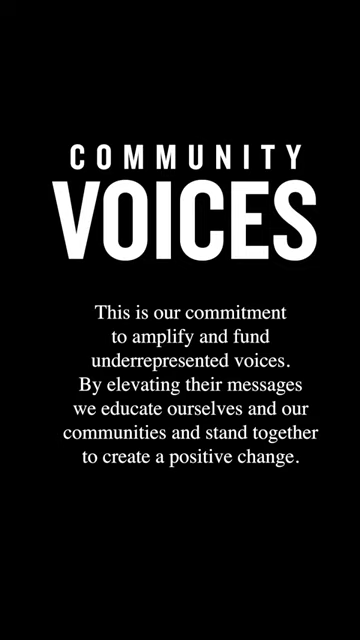 COMMUNITY
VOICES
This is our commitment
to amplify and fund
underrepresented voices.
By elevating their messages
we educate ourselves and our
communities and stand together
to create a positive change.